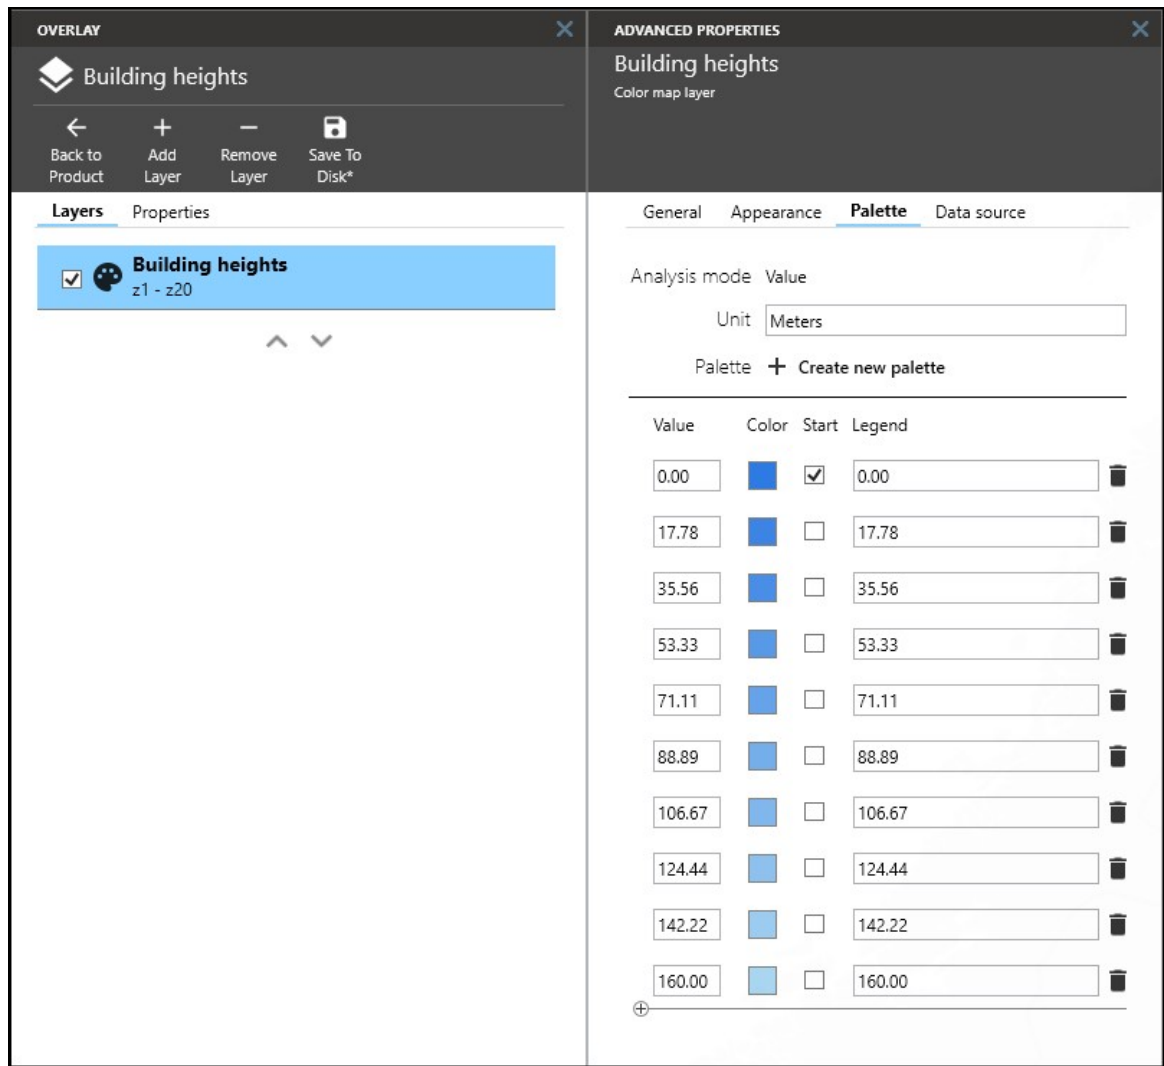 OVERLAY
Building heights
Back to Product
Add Layer
Remove Layer
Save To Disk*
Layers Properties
Building heights
z1 - z20
ADVANCED PROPERTIES
Building heights
Color map layer
General Appearance Palette Data source
Analysis mode Value
Unit Meters
Palette + Create new palette
Value Color Start Legend
0.00 0.00
17.78 17.78
35.56 35.56
53.33 53.33
71.11 71.11
88.89 88.89
106.67 106.67
124.44 124.44
142.22 142.22
160.00 160.00